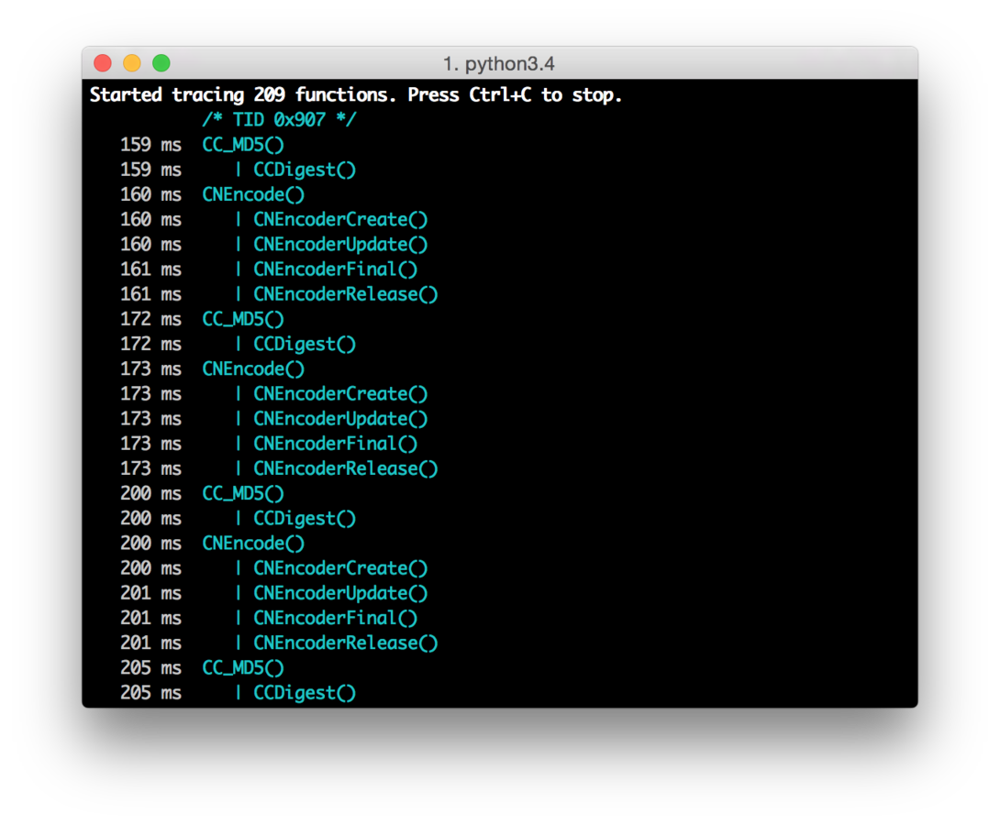 1. python3.4
Started tracing 209 functions. Press Ctrl+C to stop.
/* TID 0x907 */
159 ms CC_MD5()
159 ms | CCDigest()
160 ms CNEncode()
160 ms | CNEncoderCreate()
160 ms | CNEncoderUpdate()
161 ms | CNEncoderFinal()
161 ms | CNEncoderRelease()
172 ms CC_MD5()
172 ms | CCDigest()
173 ms CNEncode()
173 ms | CNEncoderCreate()
173 ms | CNEncoderUpdate()
173 ms | CNEncoderFinal()
173 ms | CNEncoderRelease()
200 ms CC_MD5()
200 ms | CCDigest()
200 ms CNEncode()
200 ms | CNEncoderCreate()
201 ms | CNEncoderUpdate()
201 ms | CNEncoderFinal()
201 ms | CNEncoderRelease()
205 ms CC_MD5()
205 ms | CCDigest()